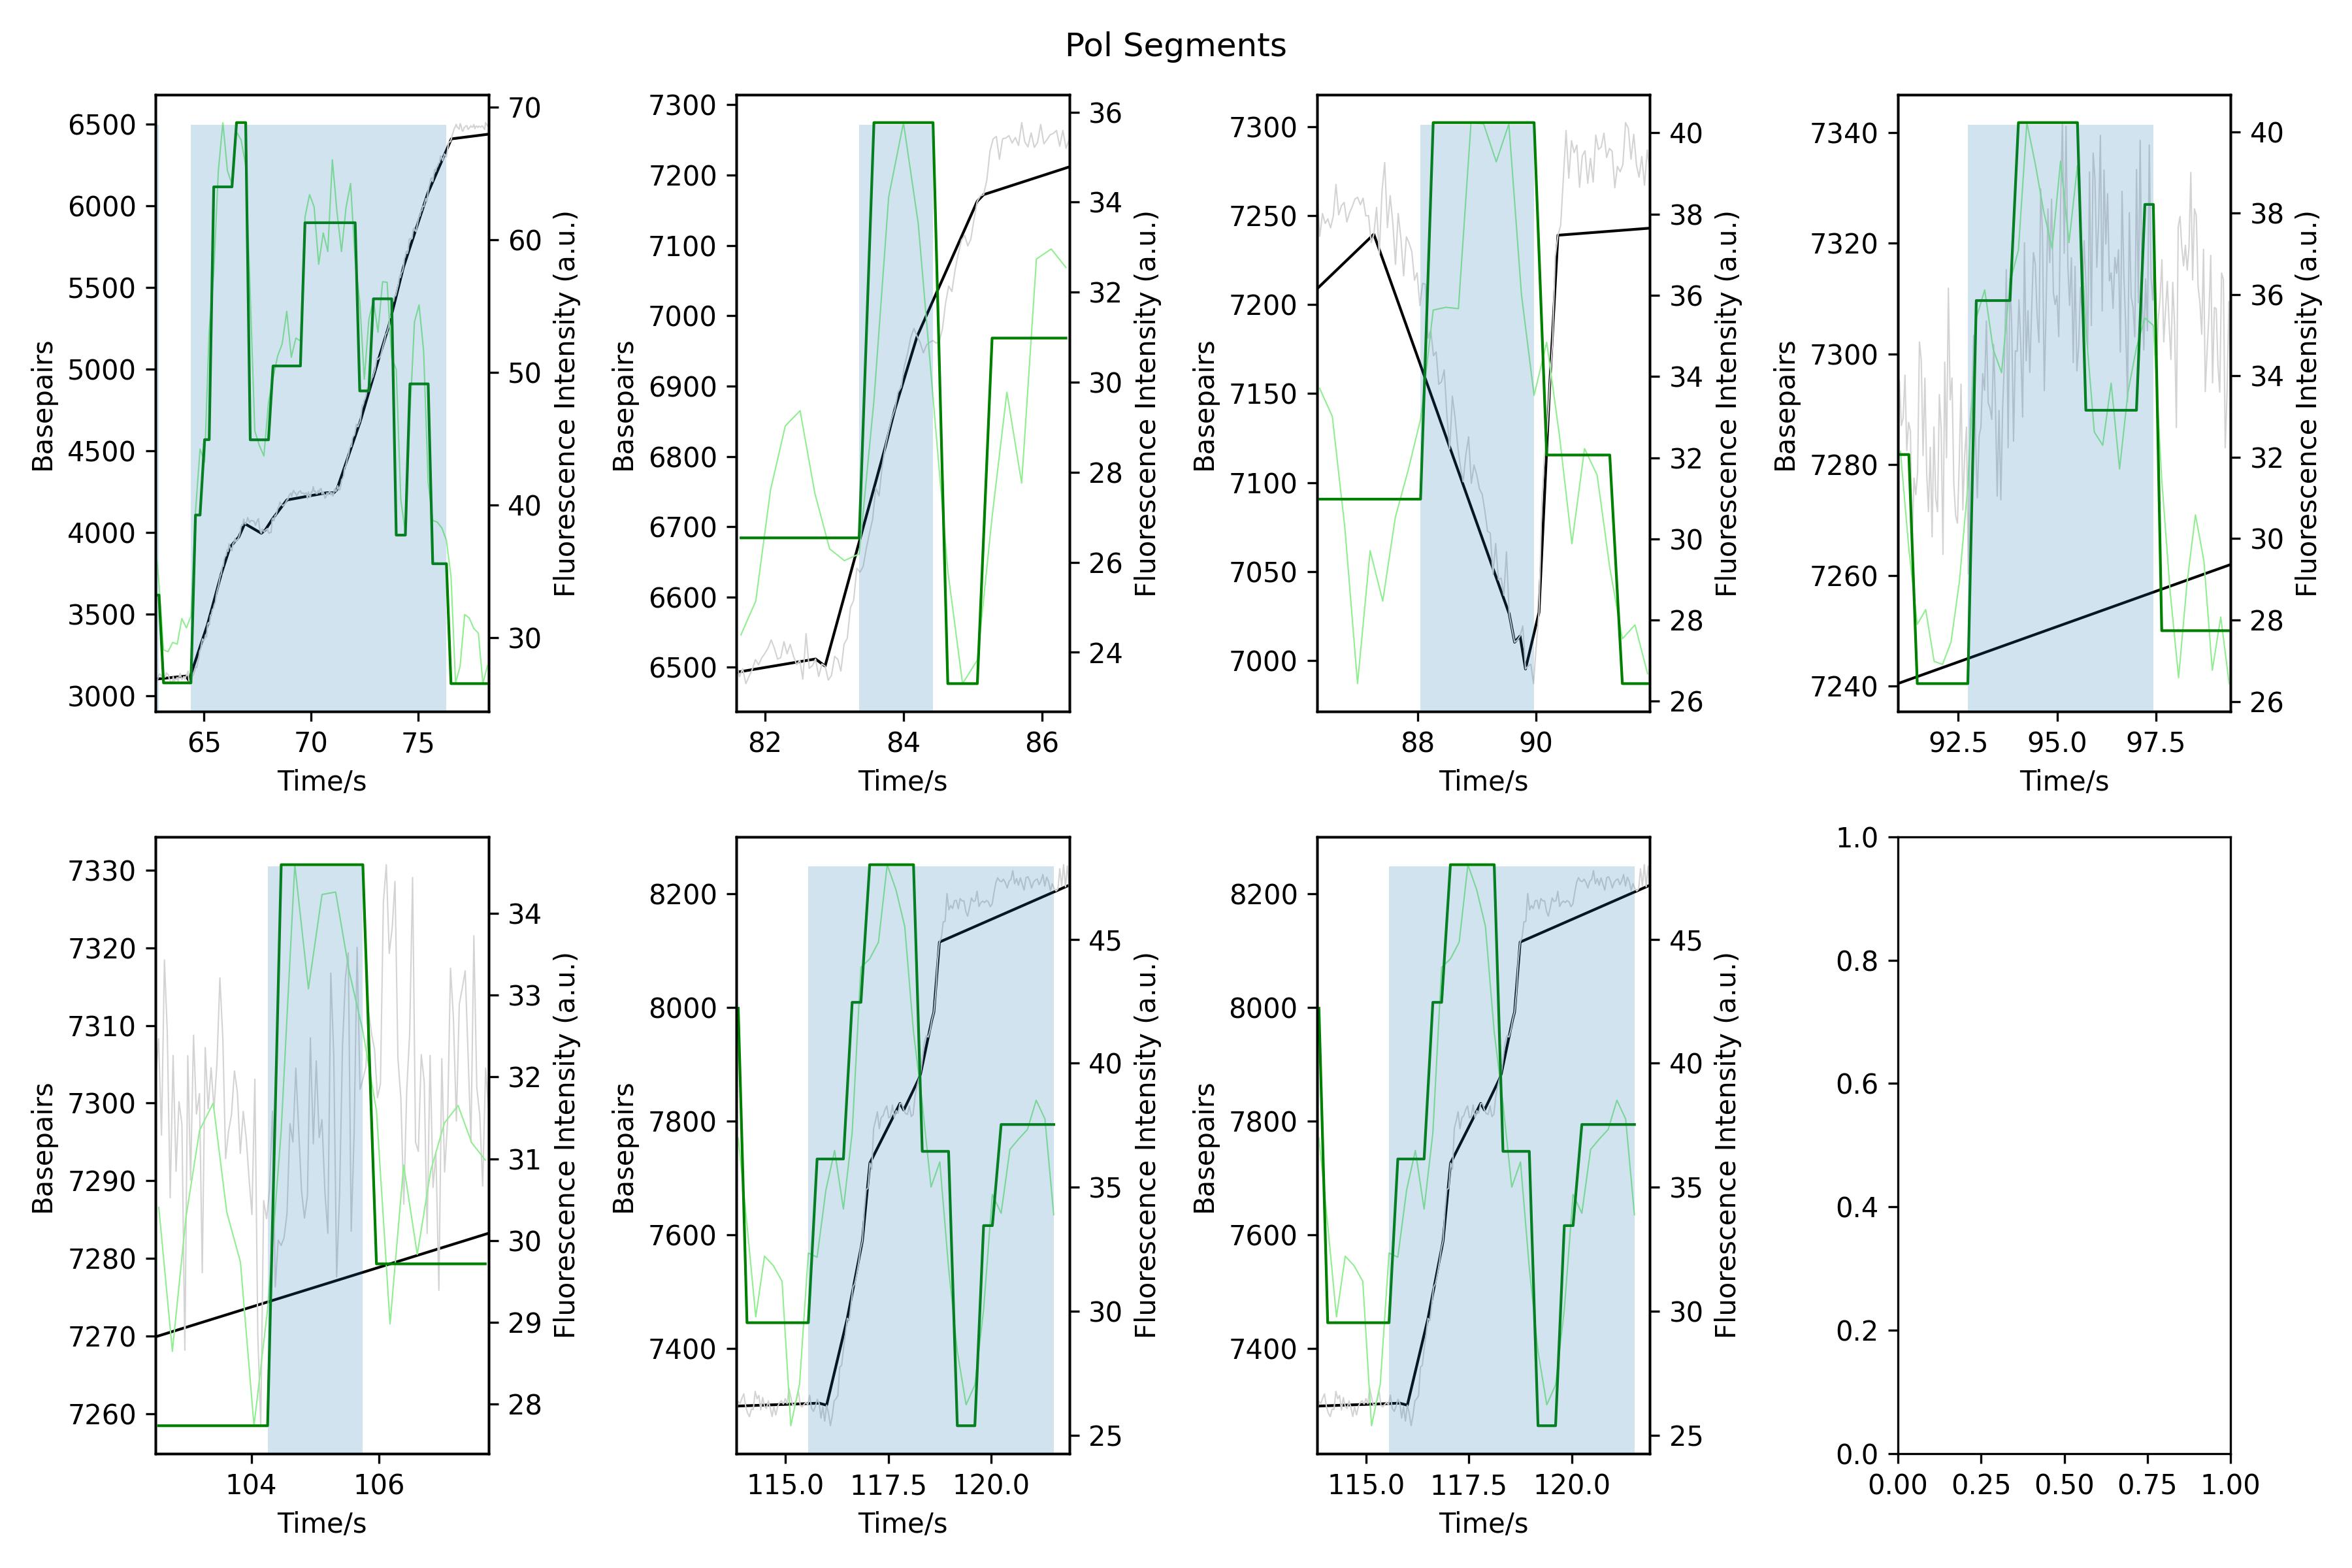 Pol Segments
6500 6000 5500 5000 4500 4000 3500 3000
Basepairs
70 60 50 40 30
Fluorescence Intensity (a.u.)
65 70 75
Time/s
7300 7200 7100 7000 6900 6800 6700 6600 6500
Basepairs
36 34 32 30 28 26 24
Fluorescence Intensity (a.u.)
82 84 86
Time/s
7300 7250 7200 7150 7100 7050 7000
Basepairs
40 38 36 34 32 30 28 26
Fluorescence Intensity (a.u.)
88 90
Time/s
7340 7320 7300 7280 7260 7240
Basepairs
40 38 36 34 32 30 28 26
Fluorescence Intensity (a.u.)
92.5 95.0 97.5
Time/s
7330 7320 7310 7300 7290 7280 7270 7260
Basepairs
34 33 32 31 30 29 28
Fluorescence Intensity (a.u.)
104 106
Time/s
8200 8000 7800 7600 7400
Basepairs
45 40 35 30 25
Fluorescence Intensity (a.u.)
115.0 117.5 120.0
Time/s
8200 8000 7800 7600 7400
Basepairs
45 40 35 30 25
Fluorescence Intensity (a.u.)
115.0 117.5 120.0
Time/s
1.0 0.8 0.6 0.4 0.2 0.0
0.00 0.25 0.50 0.75 1.00